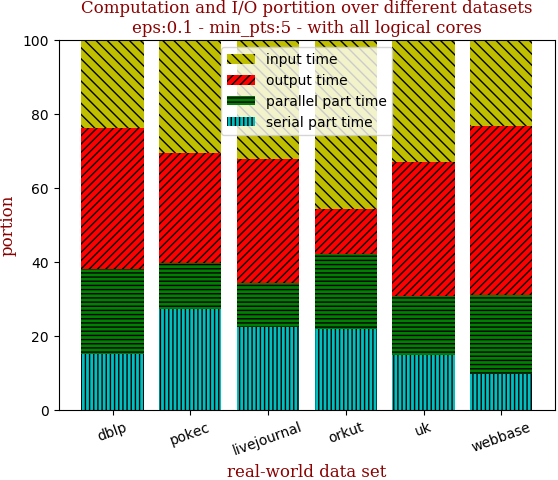 Computation and I/O portion over different datasets
eps:0.1 - min_pts:5 - with all logical cores
100
80
60
40
20
0
portion
input time
output time
parallel part time
serial part time
dblp
pokec
livejournal
orkut
uk
webbase
real-world data set